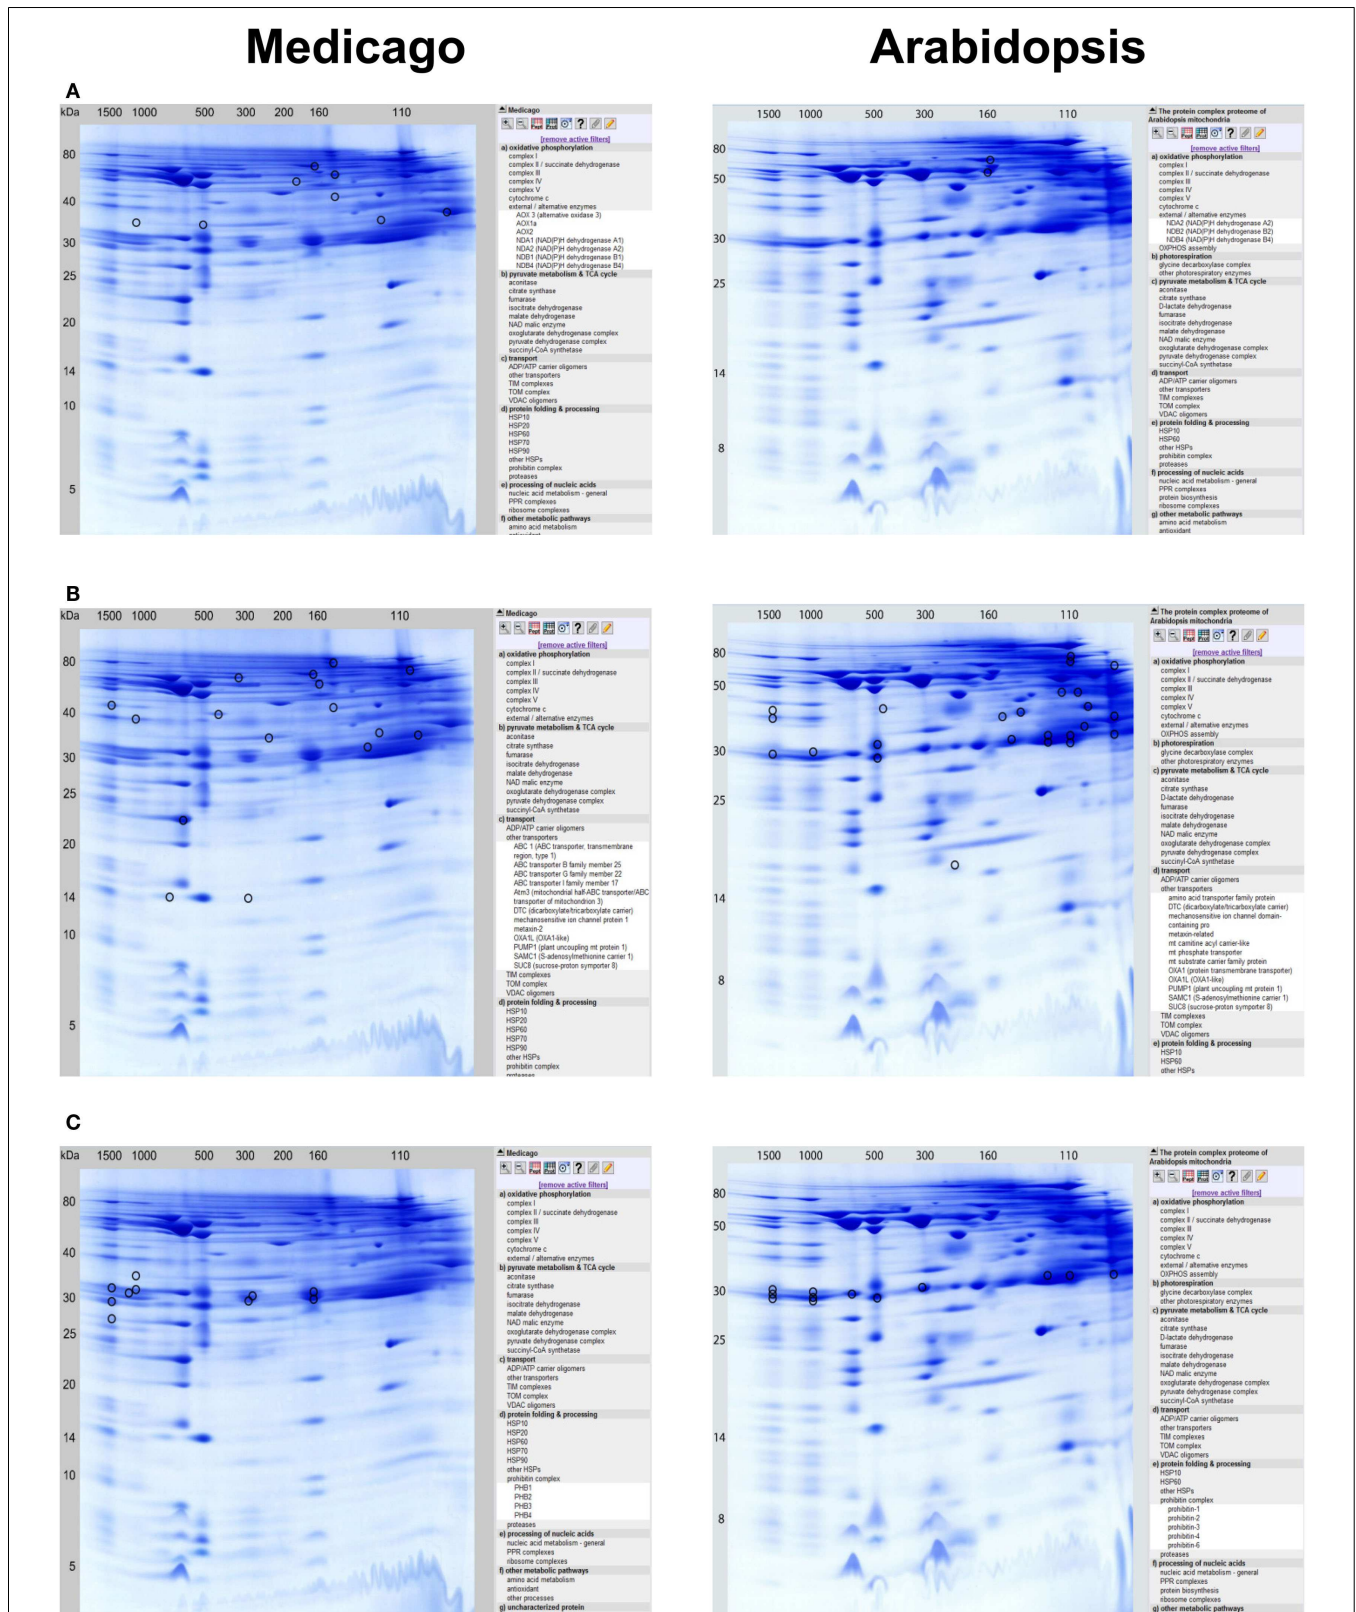 Medicago
Arabidopsis
A
kDa 1500 1000 500 300 200 160 110
80
40
30
25
20
14
10
5
Medicago
[remove active filters]
a) oxidative phosphorylation
complex I
complex II / succinate dehydrogenase
complex III
complex IV
complex V
cytochrome c
external / alternative enzymes
AOX 3 (alternative oxidase 3)
AOX1a
AOX2
NDA1 (NAD(P)H dehydrogenase A1)
NDA2 (NAD(P)H dehydrogenase A2)
NDB1 (NAD(P)H dehydrogenase B1)
NDB4 (NAD(P)H dehydrogenase B4)
b) pyruvate metabolism & TCA cycle
aconitase
citrate synthase
fumarase
isocitrate dehydrogenase
malate dehydrogenase
NAD malic enzyme
oxoglutarate dehydrogenase complex
pyruvate dehydrogenase complex
succinyl-CoA synthetase
c) transport
ADP/ATP carrier oligomers
other transporters
TIM complexes
TOM complex
VDAC oligomers
d) protein folding & processing
HSP10
HSP20
HSP60
HSP70
HSP90
other HSPs
prohibitin complex
proteases
e) processing of nucleic acids
nucleic acid metabolism - general
PPR complexes
ribosome complexes
f) other metabolic pathways
amino acid metabolism
antioxidant
1500 1000 500 300 160 110
80
50
30
25
14
8
The protein complex proteome of
Arabidopsis mitochondria
[remove active filters]
a) oxidative phosphorylation
complex I
complex II / succinate dehydrogenase
complex III
complex IV
complex V
cytochrome c
external / alternative enzymes
NDA2 (NAD(P)H dehydrogenase A2)
NDB2 (NAD(P)H dehydrogenase B2)
NDB4 (NAD(P)H dehydrogenase B4)
OXPHOS assembly
b) photorespiration
glycine decarboxylase complex
other photorespiratory enzymes
c) pyruvate metabolism & TCA cycle
aconitase
citrate synthase
D-lactate dehydrogenase
fumarase
isocitrate dehydrogenase
malate dehydrogenase
NAD malic enzyme
oxoglutarate dehydrogenase complex
pyruvate dehydrogenase complex
succinyl-CoA synthetase
d) transport
ADP/ATP carrier oligomers
other transporters
TIM complexes
TOM complex
VDAC oligomers
e) protein folding & processing
HSP10
HSP60
other HSPs
prohibitin complex
proteases
f) processing of nucleic acids
nucleic acid metabolism - general
PPR complexes
protein biosynthesis
ribosome complexes
g) other metabolic pathways
amino acid metabolism
antioxidant
B
kDa 1500 1000 500 300 200 160 110
80
40
30
25
20
14
10
5
Medicago
[remove active filters]
a) oxidative phosphorylation
complex I
complex II / succinate dehydrogenase
complex III
complex IV
complex V
cytochrome c
external / alternative enzymes
b) pyruvate metabolism & TCA cycle
aconitase
citrate synthase
fumarase
isocitrate dehydrogenase
malate dehydrogenase
NAD malic enzyme
oxoglutarate dehydrogenase complex
pyruvate dehydrogenase complex
succinyl-CoA synthetase
c) transport
ADP/ATP carrier oligomers
other transporters
ABC 1 (ABC transporter, transmembrane
region, type 1)
ABC transporter B family member 25
ABC transporter G family member 22
ABC transporter I family member 17
Atm3 (mitochondrial half-ABC transporter/ABC
transporter of mitochondrion 3)
DTC (dicarboxylate/tricarboxylate carrier)
mechanosensitive ion channel protein 1
metaxin-2
OXA1L (OXA1-like)
PUMP1 (plant uncoupling mt protein 1)
SAMC1 (S-adenosylmethionine carrier 1)
SUC8 (sucrose-proton symporter 8)
TIM complexes
TOM complex
VDAC oligomers
d) protein folding & processing
HSP10
HSP20
HSP60
HSP70
HSP90
other HSPs
prohibitin complex
proteases
1500 1000 500 300 160 110
80
50
30
25
14
8
The protein complex proteome of
Arabidopsis mitochondria
[remove active filters]
a) oxidative phosphorylation
complex I
complex II / succinate dehydrogenase
complex III
complex IV
complex V
cytochrome c
external / alternative enzymes
OXPHOS assembly
b) photorespiration
glycine decarboxylase complex
other photorespiratory enzymes
c) pyruvate metabolism & TCA cycle
aconitase
citrate synthase
D-lactate dehydrogenase
fumarase
isocitrate dehydrogenase
malate dehydrogenase
NAD malic enzyme
oxoglutarate dehydrogenase complex
pyruvate dehydrogenase complex
succinyl-CoA synthetase
d) transport
ADP/ATP carrier oligomers
other transporters
amino acid transporter family protein
DTC (dicarboxylate/tricarboxylate carrier)
mechanosensitive ion channel domain-
containing pro
metaxin-related
mt carnitine acyl carrier-like
mt phosphate transporter
mt substrate carrier family protein
OXA1 (protein transmembrane transporter)
OXA1L (OXA1-like)
PUMP1 (plant uncoupling mt protein 1)
SAMC1 (S-adenosylmethionine carrier 1)
SUC8 (sucrose-proton symporter 8)
TIM complexes
TOM complex
VDAC oligomers
e) protein folding & processing
HSP10
HSP60
other HSPs
C
kDa 1500 1000 500 300 200 160 110
80
40
30
25
20
14
10
5
Medicago
[remove active filters]
a) oxidative phosphorylation
complex I
complex II / succinate dehydrogenase
complex III
complex IV
complex V
cytochrome c
external / alternative enzymes
b) pyruvate metabolism & TCA cycle
aconitase
citrate synthase
fumarase
isocitrate dehydrogenase
malate dehydrogenase
NAD malic enzyme
oxoglutarate dehydrogenase complex
pyruvate dehydrogenase complex
succinyl-CoA synthetase
c) transport
ADP/ATP carrier oligomers
other transporters
TIM complexes
TOM complex
VDAC oligomers
d) protein folding & processing
HSP10
HSP20
HSP60
HSP70
HSP90
other HSPs
prohibitin complex
PHB1
PHB2
PHB3
PHB4
proteases
e) processing of nucleic acids
nucleic acid metabolism - general
PPR complexes
ribosome complexes
f) other metabolic pathways
amino acid metabolism
antioxidant
other processes
g) uncharacterized protein
1500 1000 500 300 160 110
80
50
30
25
14
8
The protein complex proteome of
Arabidopsis mitochondria
[remove active filters]
a) oxidative phosphorylation
complex I
complex II / succinate dehydrogenase
complex III
complex IV
complex V
cytochrome c
external / alternative enzymes
OXPHOS assembly
b) photorespiration
glycine decarboxylase complex
other photorespiratory enzymes
c) pyruvate metabolism & TCA cycle
aconitase
citrate synthase
D-lactate dehydrogenase
fumarase
isocitrate dehydrogenase
malate dehydrogenase
NAD malic enzyme
oxoglutarate dehydrogenase complex
pyruvate dehydrogenase complex
succinyl-CoA synthetase
d) transport
ADP/ATP carrier oligomers
other transporters
TIM complexes
TOM complex
VDAC oligomers
e) protein folding & processing
HSP10
HSP60
other HSPs
prohibitin complex
prohibitin-1
prohibitin-2
prohibitin-3
prohibitin-4
prohibitin-6
proteases
f) processing of nucleic acids
nucleic acid metabolism - general
PPR complexes
protein biosynthesis
ribosome complexes
g) other metabolic pathways